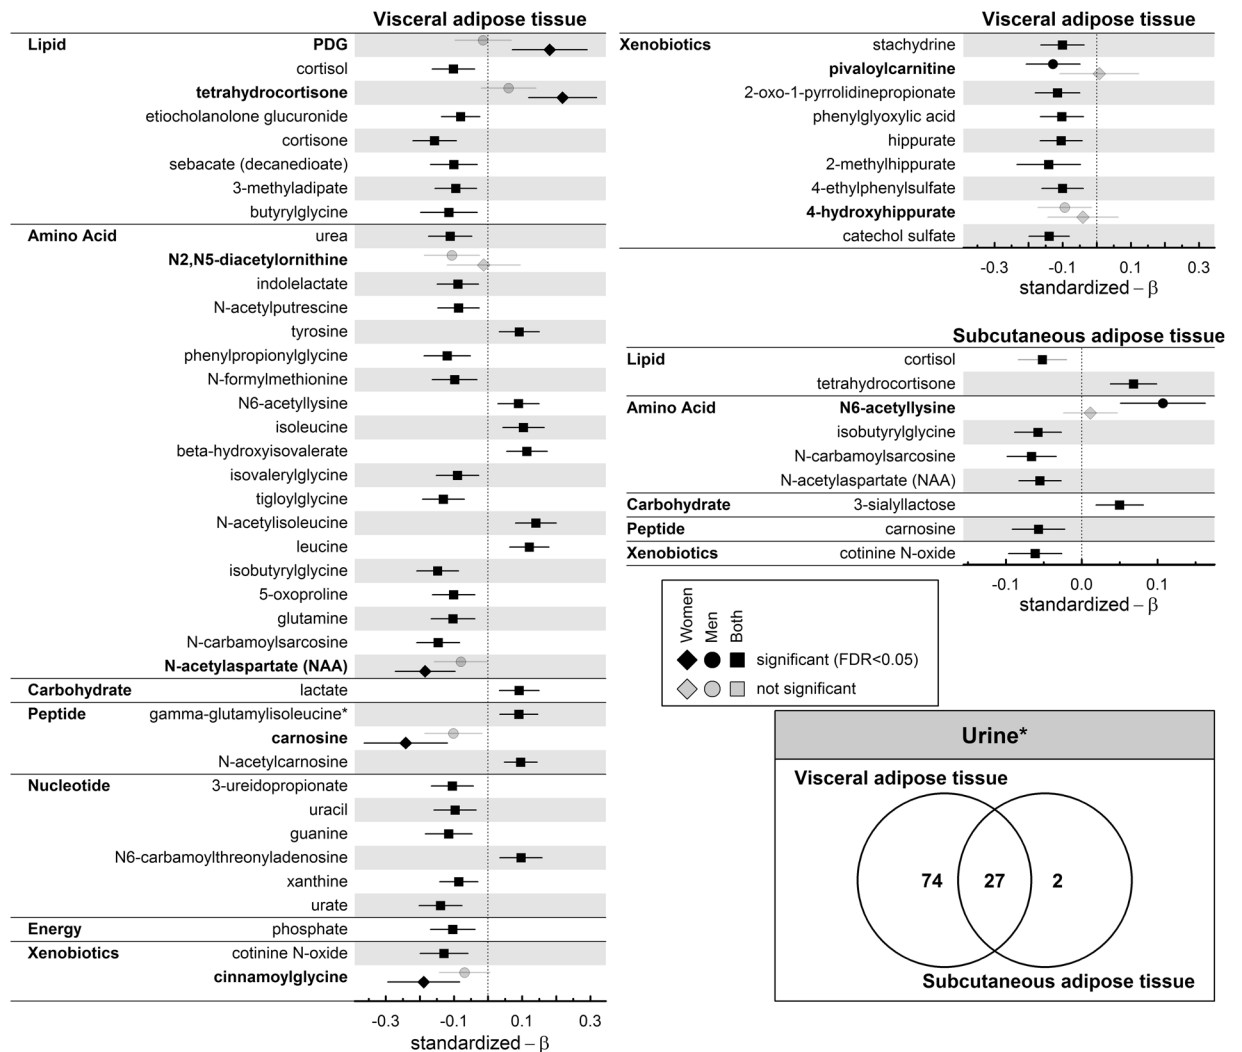 Visceral adipose tissue
Lipid PDG
cortisol
tetrahydrocortisone
etiocholanolone glucuronide
cortisone
sebacate (decanedioate)
3-methyladipate
butyrylglycine
Amino Acid urea
N2,N5-diacetylornithine
indolelactate
N-acetylputrescine
tyrosine
phenylpropionylglycine
N-formylmethionine
N6-acetyllysine
isoleucine
beta-hydroxyisovalerate
isovalerylglycine
tigloylglycine
N-acetylisoleucine
leucine
isobutyrylglycine
5-oxoproline
glutamine
N-carbamoylsarcosine
N-acetylaspartate (NAA)
Carbohydrate lactate
Peptide gamma-glutamylisoleucine*
carnosine
N-acetylcarnosine
Nucleotide 3-ureidopropionate
uracil
guanine
N6-carbamoylthreonyladenosine
xanthine
urate
Energy phosphate
Xenobiotics cotinine N-oxide
cinnamoylglycine
-0.3 -0.1 0.1 0.3
standardized – β
Visceral adipose tissue
Xenobiotics stachydrine
pivaloylcarnitine
2-oxo-1-pyrrolidinepropionate
phenylglyoxylic acid
hippurate
2-methylhippurate
4-ethylphenylsulfate
4-hydroxyhippurate
catechol sulfate
-0.3 -0.1 0.1 0.3
standardized – β
Subcutaneous adipose tissue
Lipid cortisol
tetrahydrocortisone
Amino Acid N6-acetyllysine
isobutyrylglycine
N-carbamoylsarcosine
N-acetylaspartate (NAA)
Carbohydrate 3-sialyllactose
Peptide carnosine
Xenobiotics cotinine N-oxide
-0.1 0.0 0.1
standardized – β
Women Men Both
significant (FDR<0.05)
not significant
Urine*
Visceral adipose tissue
74 27 2
Subcutaneous adipose tissue